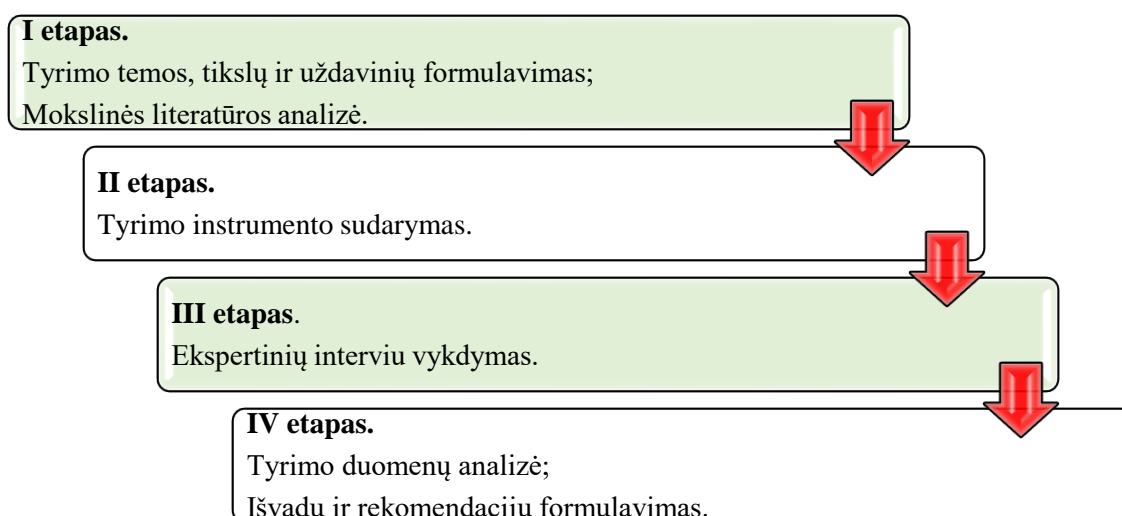 I etapas.
Tyrimo temos, tikslų ir uždavinių formulavimas;
Mokslinės literatūros analizė.
II etapas.
Tyrimo instrumento sudarymas.
III etapas.
Ekspertinių interviu vykdymas.
IV etapas.
Tyrimo duomenų analizė;
Išvadų ir rekomendacijų formulavimas.